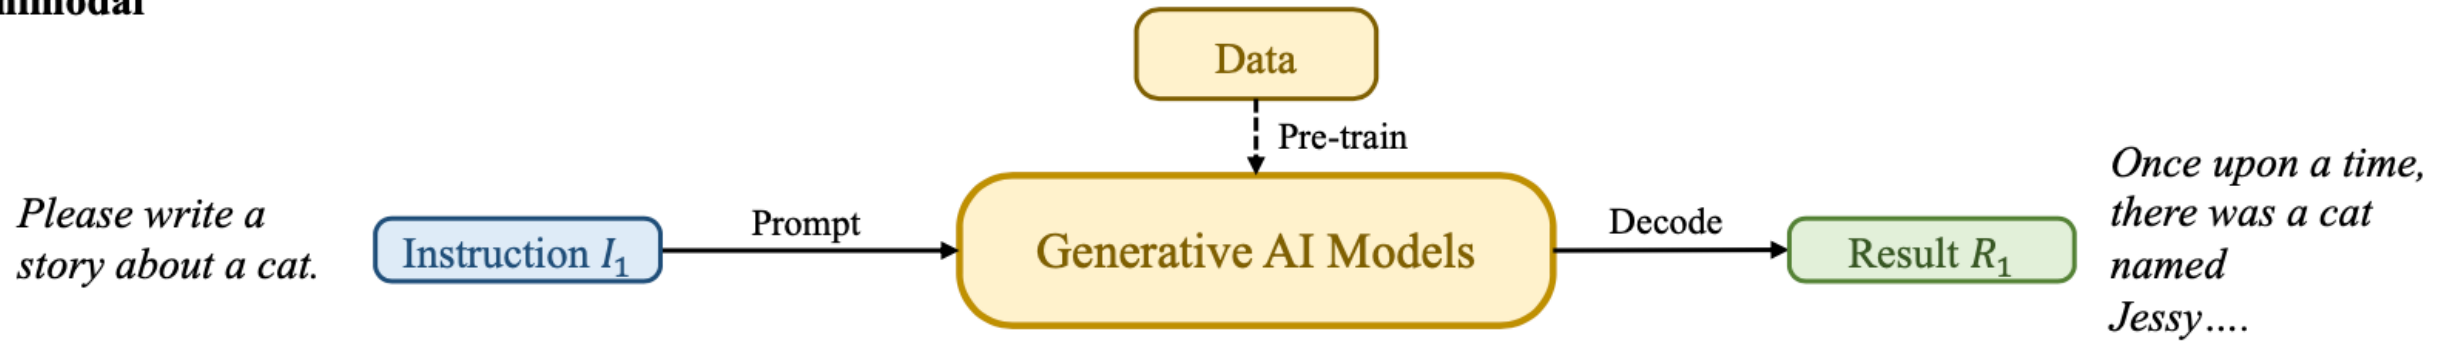 Data
Pre-train
Please write a
story about a cat.
Instruction I₁
Prompt
Generative AI Models
Decode
Result R₁
Once upon a time,
there was a cat
named
Jessy....